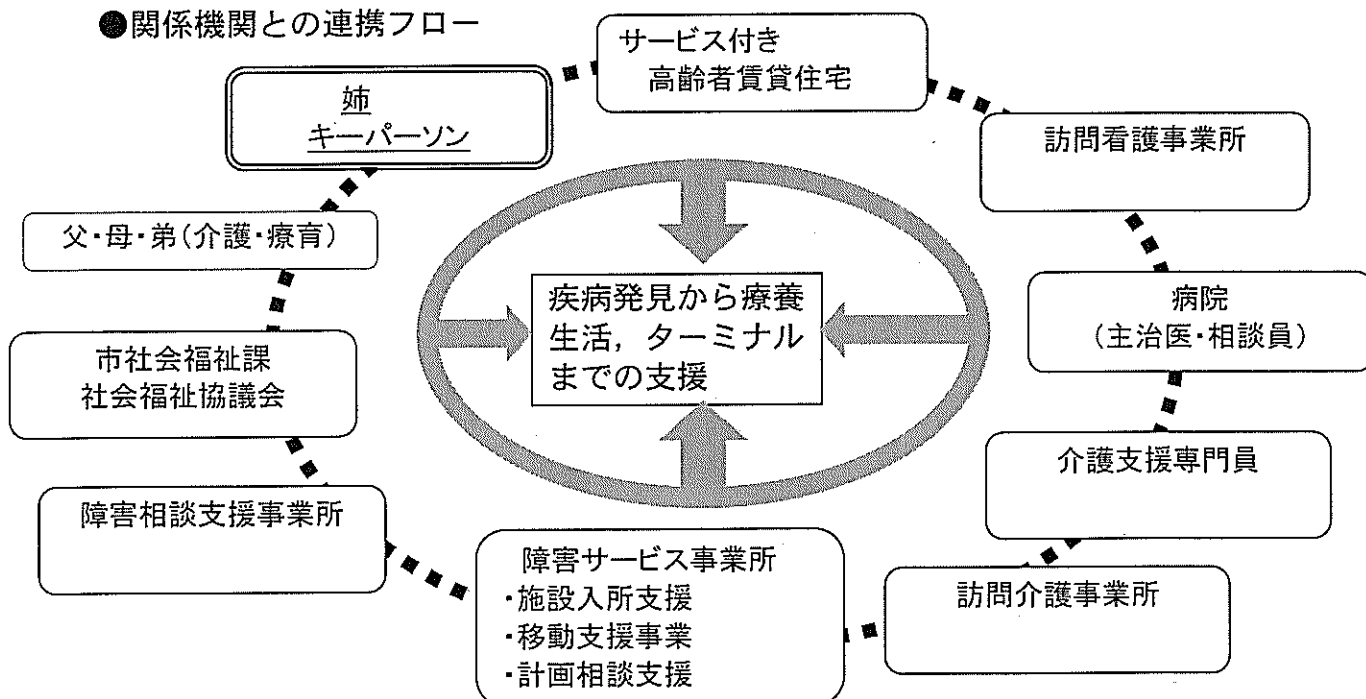 ●関係機関との連携フロー
サービス付き
高齢者賃貸住宅
姉
キーパーソン
訪問看護事業所
父・母・弟(介護・療育)
疾病発見から療養
生活，ターミナル
までの支援
病院
(主治医・相談員)
市社会福祉課
社会福祉協議会
介護支援専門員
障害相談支援事業所
障害サービス事業所
・施設入所支援
・移動支援事業
・計画相談支援
訪問介護事業所